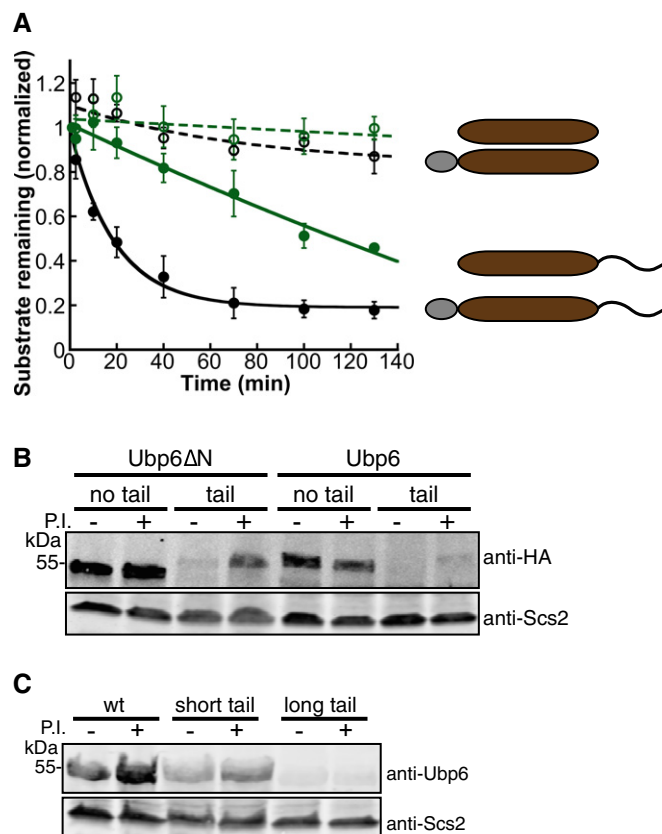 A
Substrate remaining (normalized)
1.2
1
0.8
0.6
0.4
0.2
0 20 40 60 80 100 120 140
Time (min)
B
Ubp6ΔN Ubp6
no tail tail no tail tail
P.I. - + - + - + - +
kDa
55-
anti-HA
anti-Scs2
C
wt short tail long tail
P.I. - + - + - +
kDa
55-
anti-Ubp6
anti-Scs2